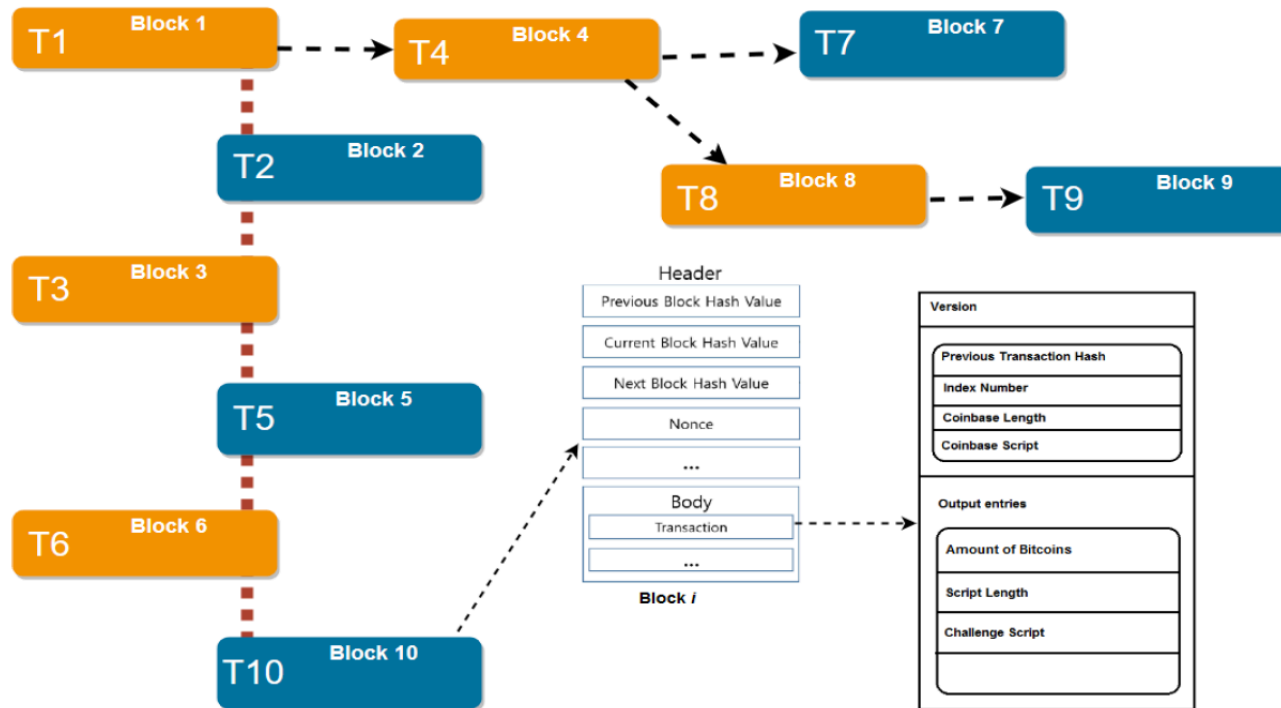 T1 Block 1
T4 Block 4
T7 Block 7
T2 Block 2
T8 Block 8
T9 Block 9
T3 Block 3
T5 Block 5
T6 Block 6
T10 Block 10
Header
Previous Block Hash Value
Current Block Hash Value
Next Block Hash Value
Nonce
...
Body
Transaction
...
Block i
Version
Previous Transaction Hash
Index Number
Coinbase Length
Coinbase Script
Output entries
Amount of Bitcoins
Script Length
Challenge Script